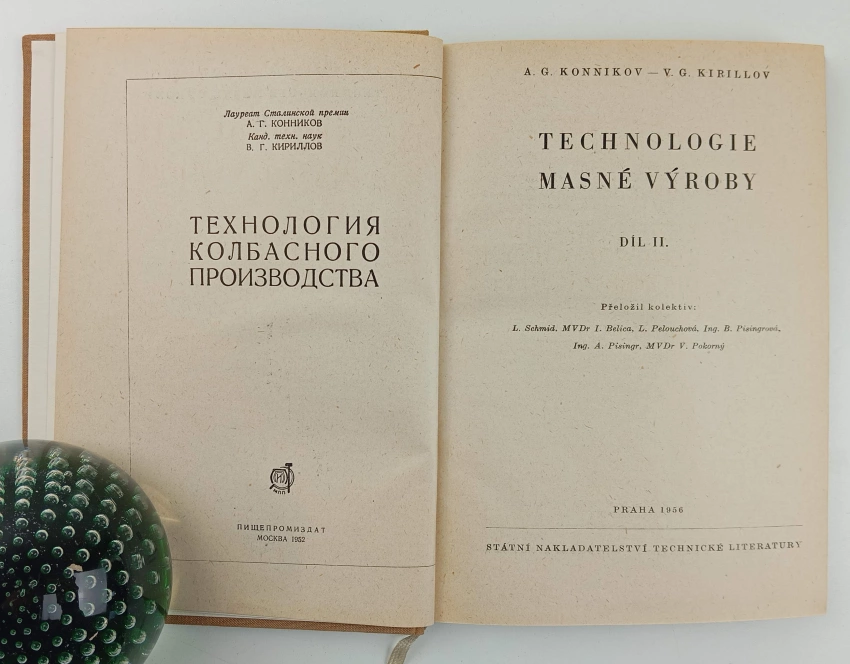 Лауреат Сталинской премии
А. Г. КОННИКОВ
Канд. техн. наук
В. Г. КИРИЛЛОВ
ТЕХНОЛОГИЯ
КОЛБАСНОГО
ПРОИЗВОДСТВА
МПП
ПИЩЕПРОМИЗДАТ
МОСКВА 1952
A. G. KONNIKOV — V. G. KIRILLOV
TECHNOLOGIE
MASNÉ VÝROBY
DÍL II.
Přeložil kolektiv:
L. Schmid, MVDr I. Belica, L. Pelouchová, Ing. B. Pisingrová,
Ing. A. Pisingr, MVDr V. Pokorný
PRAHA 1956
STÁTNÍ NAKLADATELSTVÍ TECHNICKÉ LITERATURY